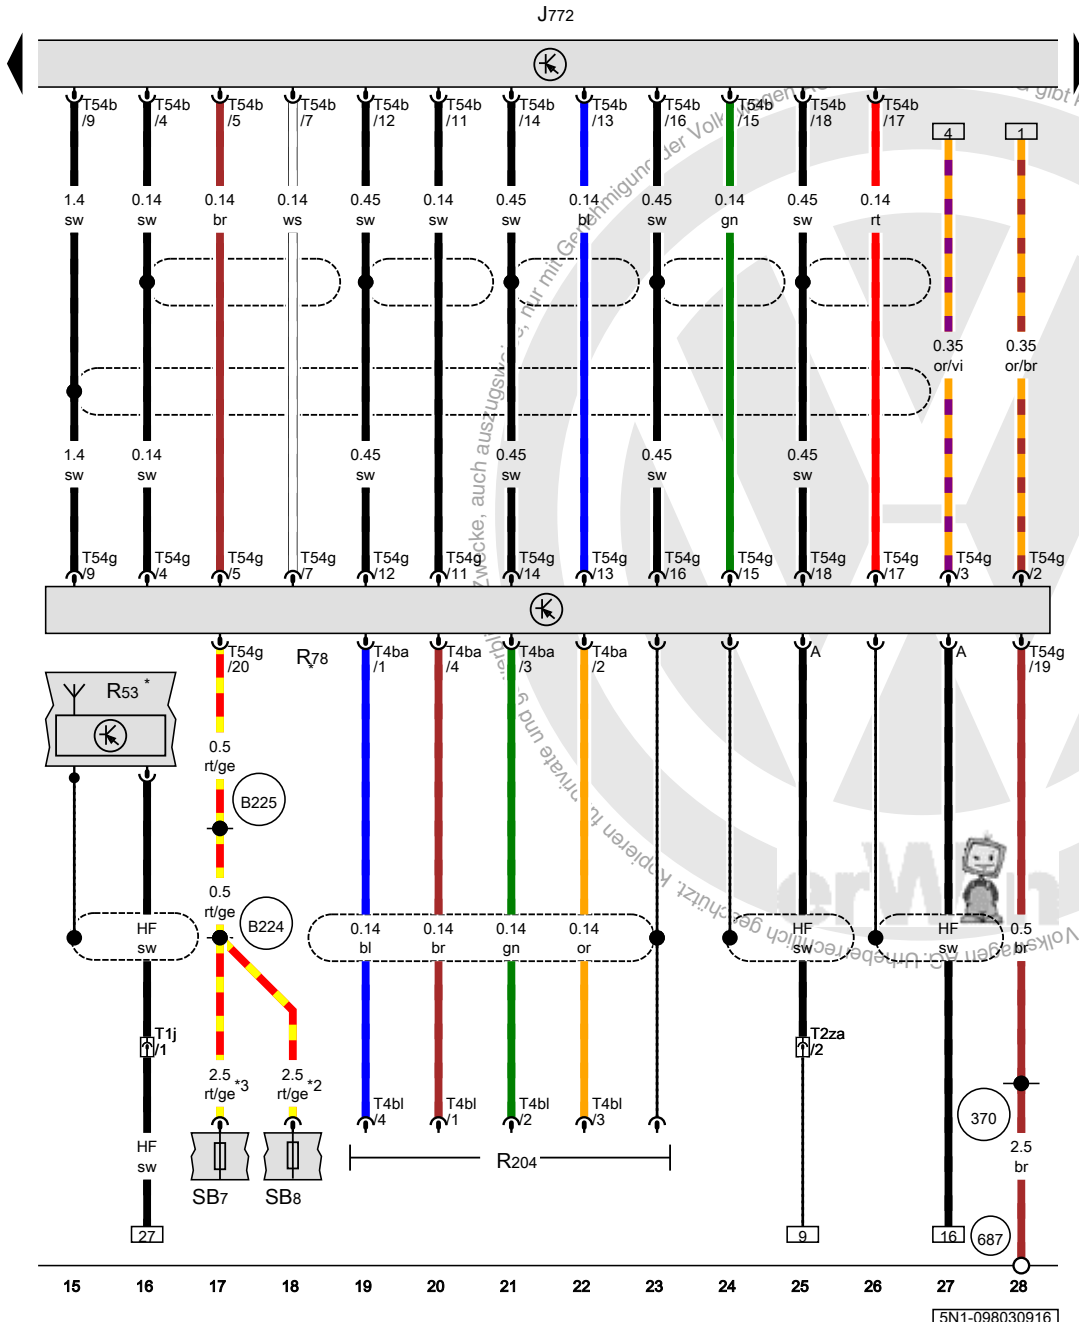 J772
T54b /9
T54b /4
T54b /5
T54b /7
T54b /12
T54b /11
T54b /14
T54b /13
T54b /16
T54b /15
T54b /18
T54b /17
4
1
1.4 sw
0.14 sw
0.14 br
0.14 ws
0.45 sw
0.14 sw
0.45 sw
0.14 bl
0.45 sw
0.14 gn
0.45 sw
0.14 rt
0.35 or/vi
0.35 or/br
1.4 sw
0.14 sw
0.45 sw
0.45 sw
0.45 sw
0.45 sw
T54g /9
T54g /4
T54g /5
T54g /7
T54g /12
T54g /11
T54g /14
T54g /13
T54g /16
T54g /15
T54g /18
T54g /17
T54g /3
T54g /2
T54g /20
R78 *
T4ba /1
T4ba /4
T4ba /3
T4ba /2
A
A
T54g /19
R53 *
0.5 rt/ge
B225
0.5 rt/ge
B224
HF sw
0.14 bl
0.14 br
0.14 gn
0.14 or
HF sw
HF sw
0.5 br
T1j /1
T2za /2
2.5 rt/ge *3
2.5 rt/ge *2
T4bl /4
T4bl /1
T4bl /2
T4bl /3
370
HF sw
2.5 br
SB7
SB8
R204
27
9
16
687
15 16 17 18 19 20 21 22 23 24 25 26 27 28
5N1-098030916
erWin